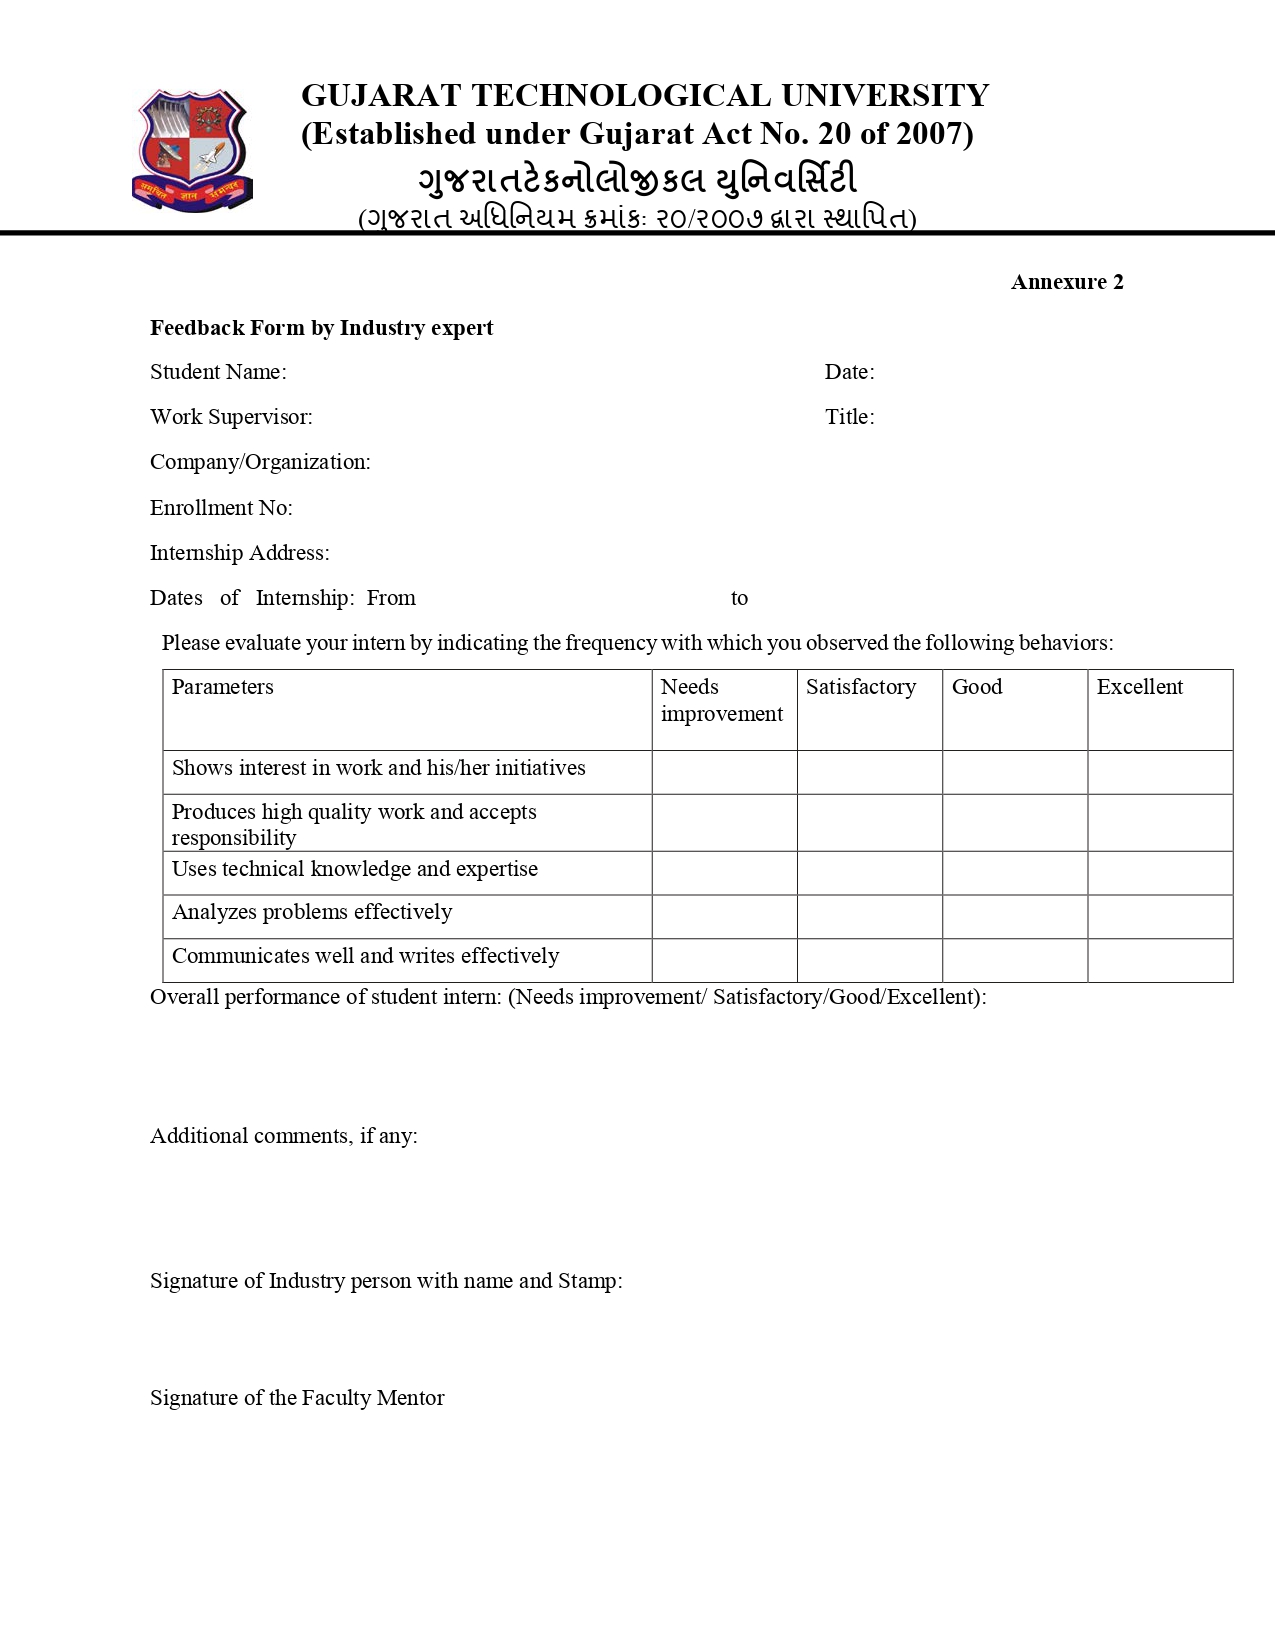 GUJARAT TECHNOLOGICAL UNIVERSITY
(Established under Gujarat Act No. 20 of 2007)
ગુજરાતટેકનોલોજીકલ યુનિવર્સિટી
(ગુજરાત અધિનિયમ ક્રમાંકઃ ૨૦/૨૦૦૭ દ્વારા સ્થાપિત)
समन्वित ज्ञान समन्वय
Annexure 2
Feedback Form by Industry expert
Student Name: Date:
Work Supervisor: Title:
Company/Organization:
Enrollment No:
Internship Address:
Dates of Internship: From to
Please evaluate your intern by indicating the frequency with which you observed the following behaviors:
Parameters Needs Satisfactory Good Excellent
improvement
Shows interest in work and his/her initiatives
Produces high quality work and accepts
responsibility
Uses technical knowledge and expertise
Analyzes problems effectively
Communicates well and writes effectively
Overall performance of student intern: (Needs improvement/ Satisfactory/Good/Excellent):
Additional comments, if any:
Signature of Industry person with name and Stamp:
Signature of the Faculty Mentor